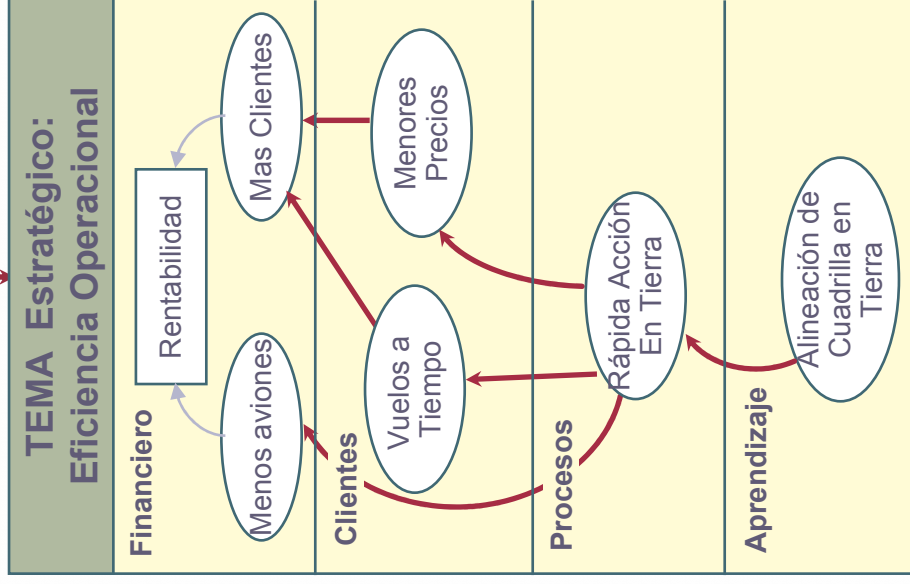 TEMA Estratégico:
Eficiencia Operacional
Financiero
Rentabilidad
Menos aviones
Mas Clientes
Clientes
Vuelos a
Tiempo
Menores
Precios
Procesos
Rápida Acción
En Tierra
Aprendizaje
Alineación de
Cuadrilla en
Tierra